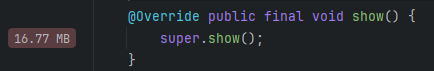 @Override public final void show() {
16.77 MB super.show();
}